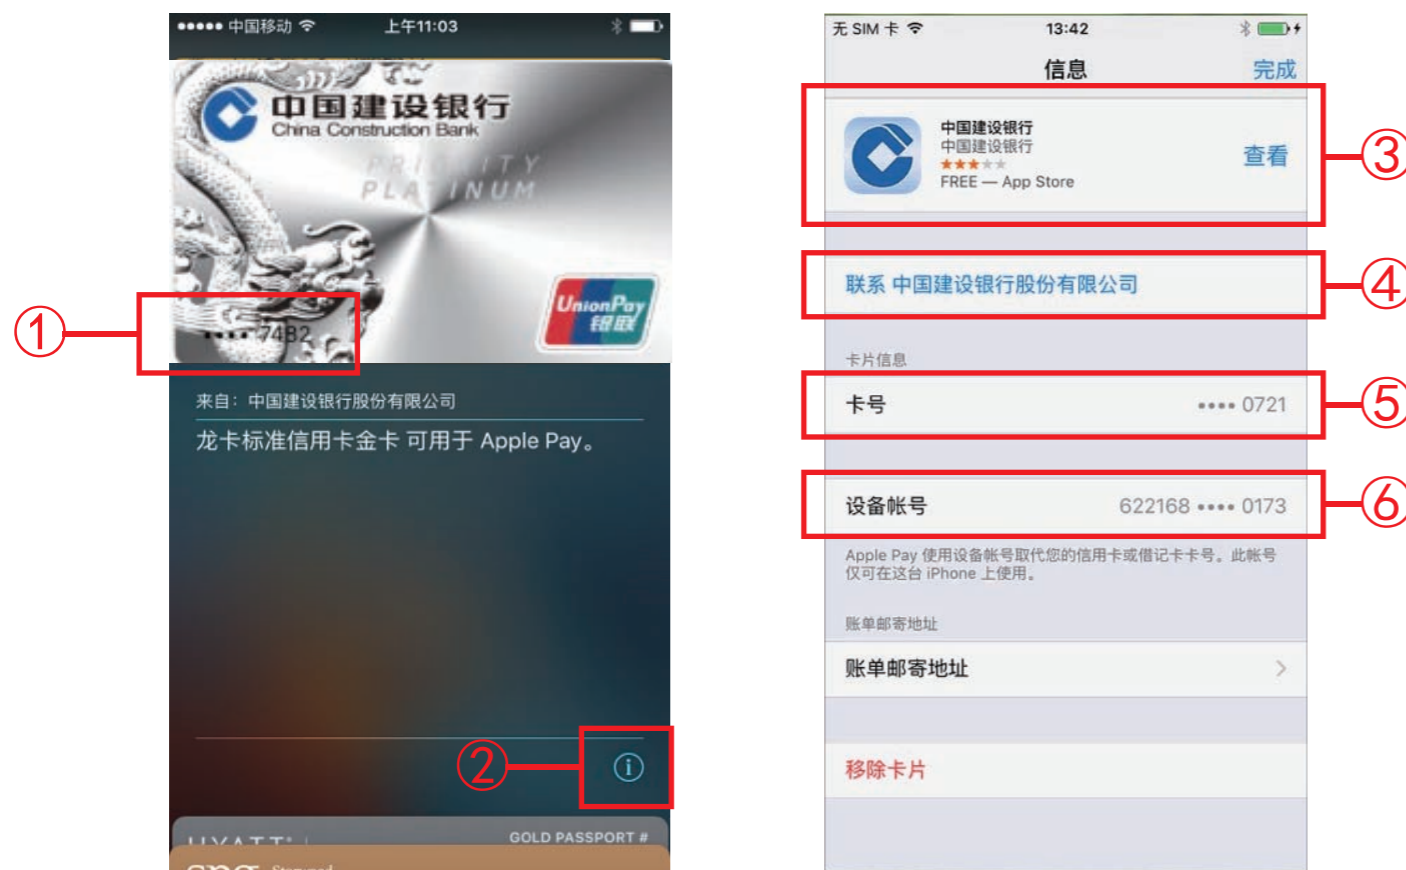 中国移动
上午11:03
中国建设银行
China Construction Bank
PRIORITY
PLATINUM
UnionPay
银联
①
•••• 7482
来自：中国建设银行股份有限公司
龙卡标准信用卡金卡 可用于 Apple Pay。
②
HYATT
GOLD PASSPORT #
spg
无 SIM 卡
13:42
信息
完成
中国建设银行
中国建设银行
FREE — App Store
查看
③
联系 中国建设银行股份有限公司
④
卡片信息
卡号
•••• 0721
⑤
设备帐号
622168 •••• 0173
⑥
Apple Pay 使用设备帐号取代您的信用卡或借记卡卡号。此帐号
仅可在这台 iPhone 上使用。
账单邮寄地址
账单邮寄地址
移除卡片